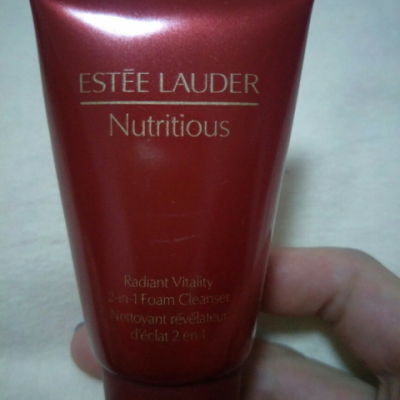 ESTĒE LAUDER
Nutritious
Radiant Vitality
2-in-1 Foam Cleanser
Nettoyant révélateur
d'éclat 2 en 1